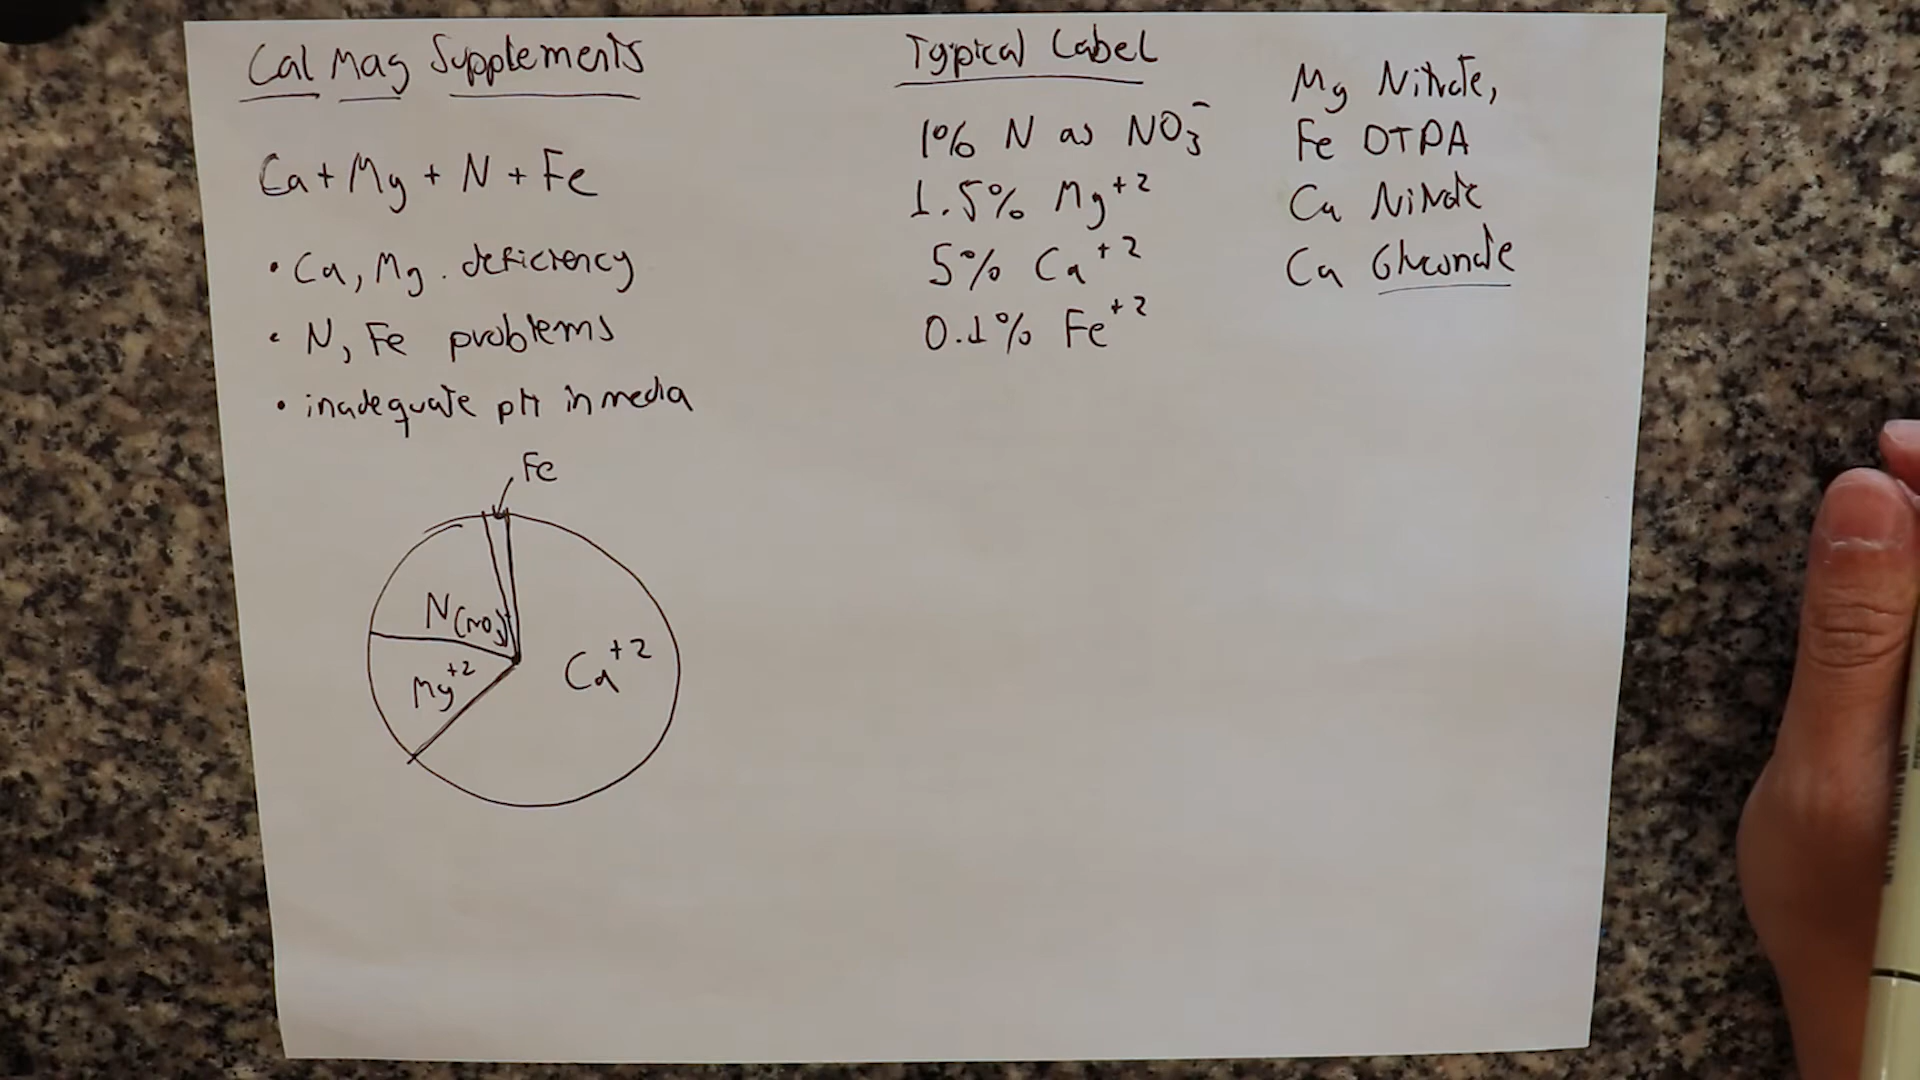 Cal Mag Supplements
Ca + Mg + N + Fe
• Ca, Mg. deficiency
• N, Fe problems
• inadequate pH in media
Fe
N(NO3)
Mg+2
Ca+2
Typical Label
1% N as NO3-
1.5% Mg+2
5% Ca+2
0.1% Fe+2
Mg Nitrate,
Fe DTPA
Ca Nitrate
Ca Gluconate